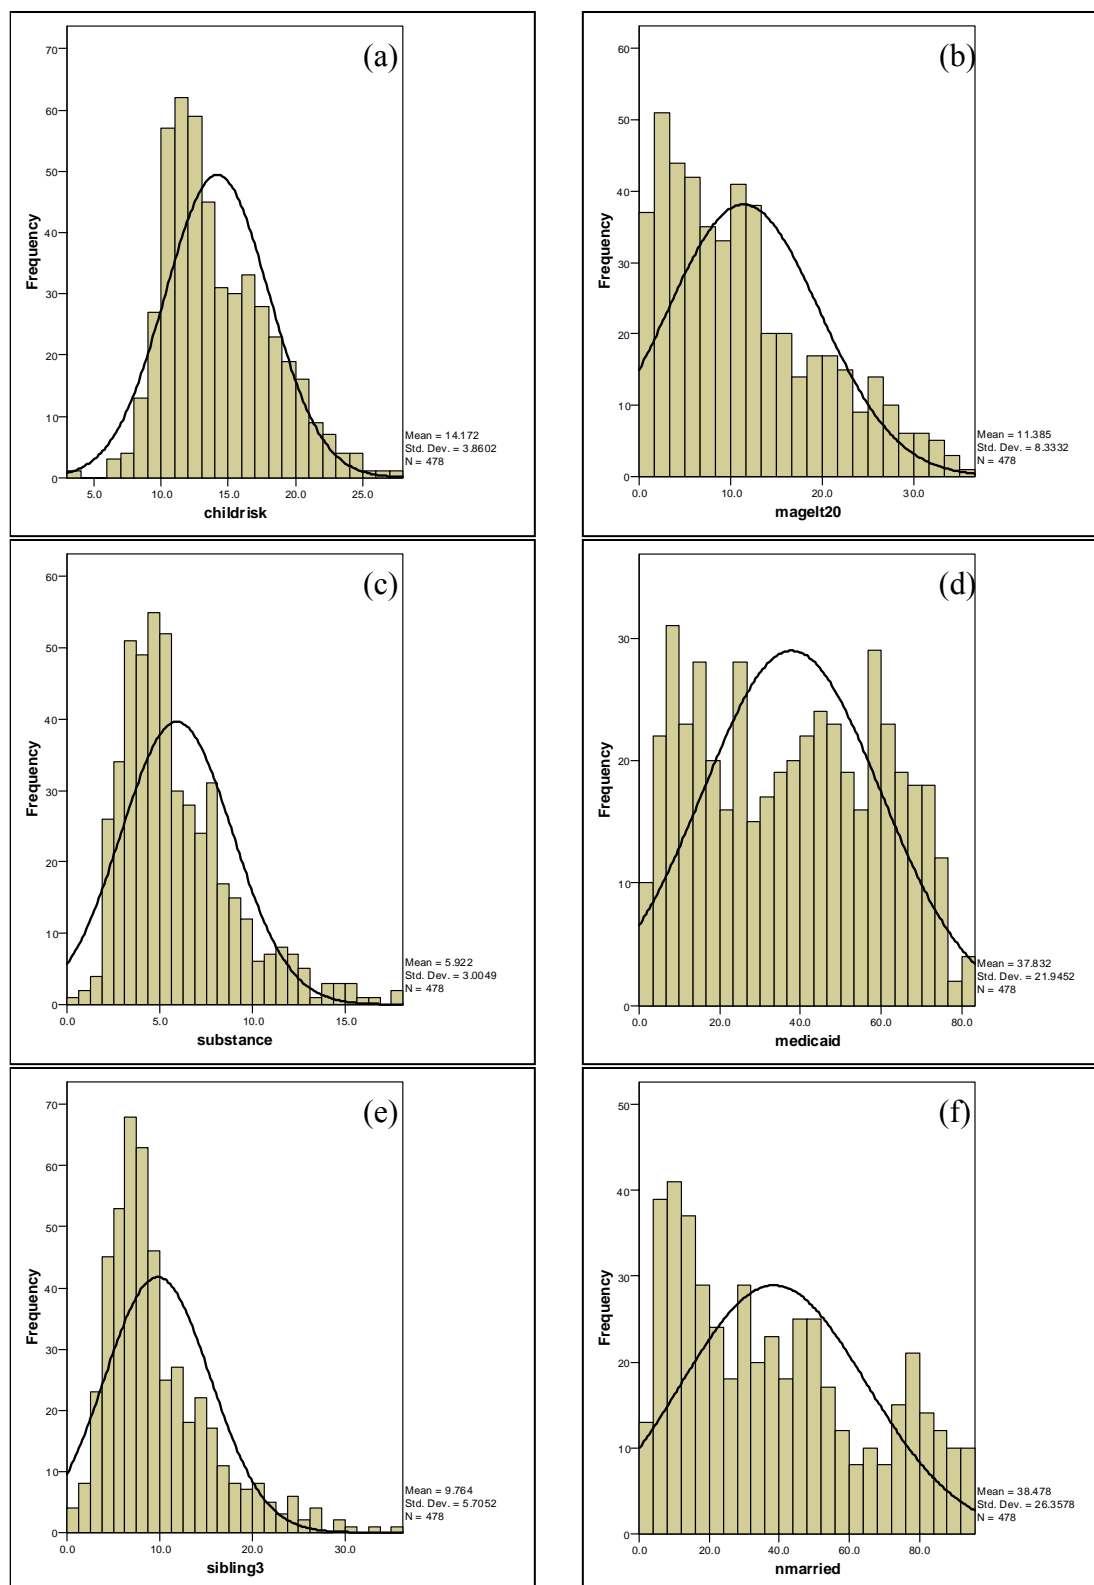 (a)
70
60
50
40
30
20
10
0
Frequency
5.0 10.0 15.0 20.0 25.0
childrisk
Mean = 14.172
Std. Dev. = 3.8602
N = 478
(b)
60
50
40
30
20
10
0
Frequency
0.0 10.0 20.0 30.0
magelt20
Mean = 11.385
Std. Dev. = 8.3332
N = 478
(c)
60
50
40
30
20
10
0
Frequency
0.0 5.0 10.0 15.0
substance
Mean = 5.922
Std. Dev. = 3.0049
N = 478
(d)
30
20
10
0
Frequency
0.0 20.0 40.0 60.0 80.0
medicaid
Mean = 37.832
Std. Dev. = 21.9452
N = 478
(e)
70
60
50
40
30
20
10
0
Frequency
0.0 10.0 20.0 30.0
sibling3
Mean = 9.764
Std. Dev. = 5.7052
N = 478
(f)
50
40
30
20
10
0
Frequency
0.0 20.0 40.0 60.0 80.0
nmarried
Mean = 38.478
Std. Dev. = 26.3578
N = 478